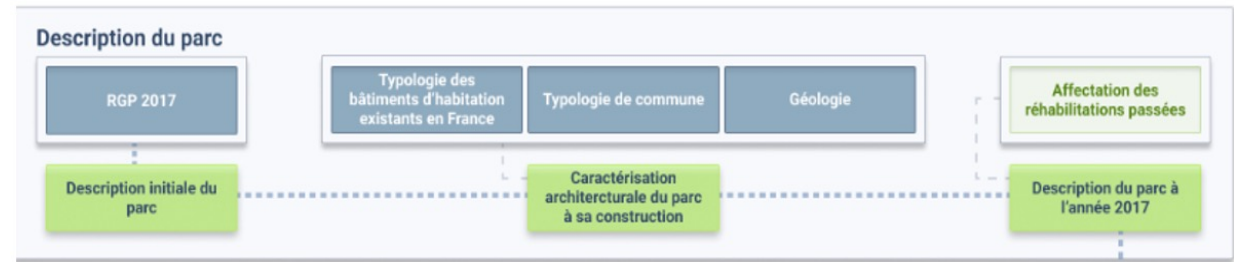 Description du parc
RGP 2017
Typologie des
bâtiments d'habitation
existants en France
Typologie de commune
Géologie
Affectation des
réhabilitations passées
Description initiale du
parc
Caractérisation
architercturale du parc
à sa construction
Description du parc à
l'année 2017